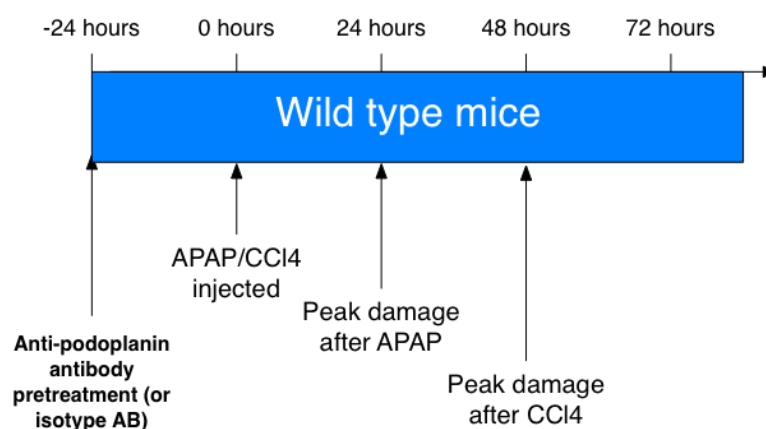 -24 hours 0 hours 24 hours 48 hours 72 hours
Wild type mice
APAP/CCl4
injected
Peak damage
after APAP
Anti-podoplanin
antibody
pretreatment (or
isotype AB)
Peak damage
after CCl4